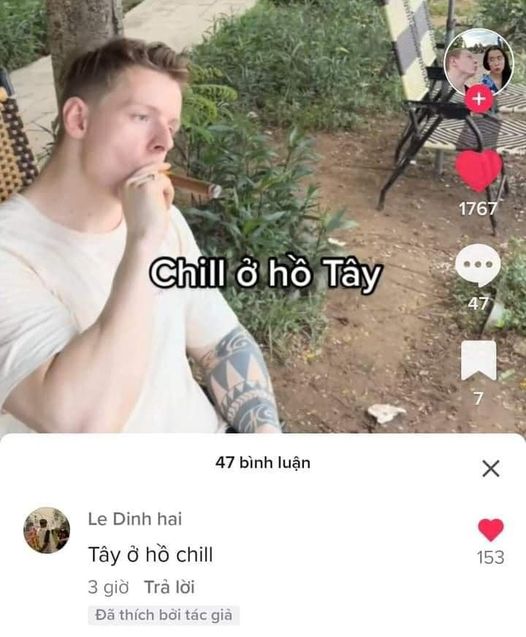 1767
Chill ở hồ Tây
47
7
47 bình luận
Le Dinh hai
Tây ở hồ chill
153
3 giờ Trả lời
Đã thích bởi tác giả